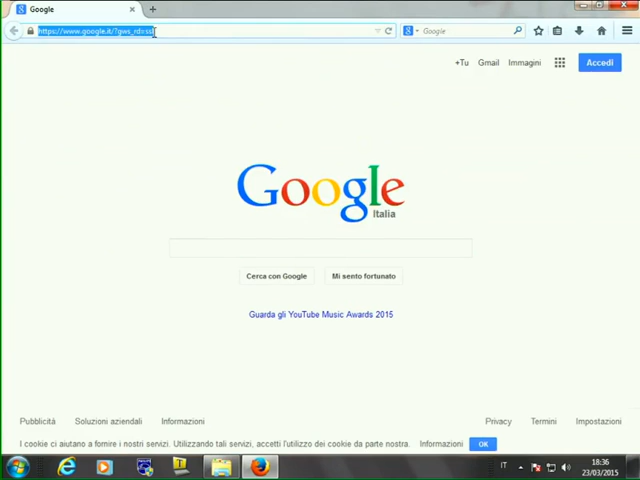 Google
https://www.google.it/?gws_rd=ssl
Google
+Tu Gmail Immagini Accedi
Google
Italia
Cerca con Google Mi sento fortunato
Guarda gli YouTube Music Awards 2015
Pubblicità Soluzioni aziendali Informazioni Privacy Termini Impostazioni
I cookie ci aiutano a fornire i nostri servizi. Utilizzando tali servizi, accetti l'utilizzo dei cookie da parte nostra. Informazioni OK
IT 18:36
23/03/2015